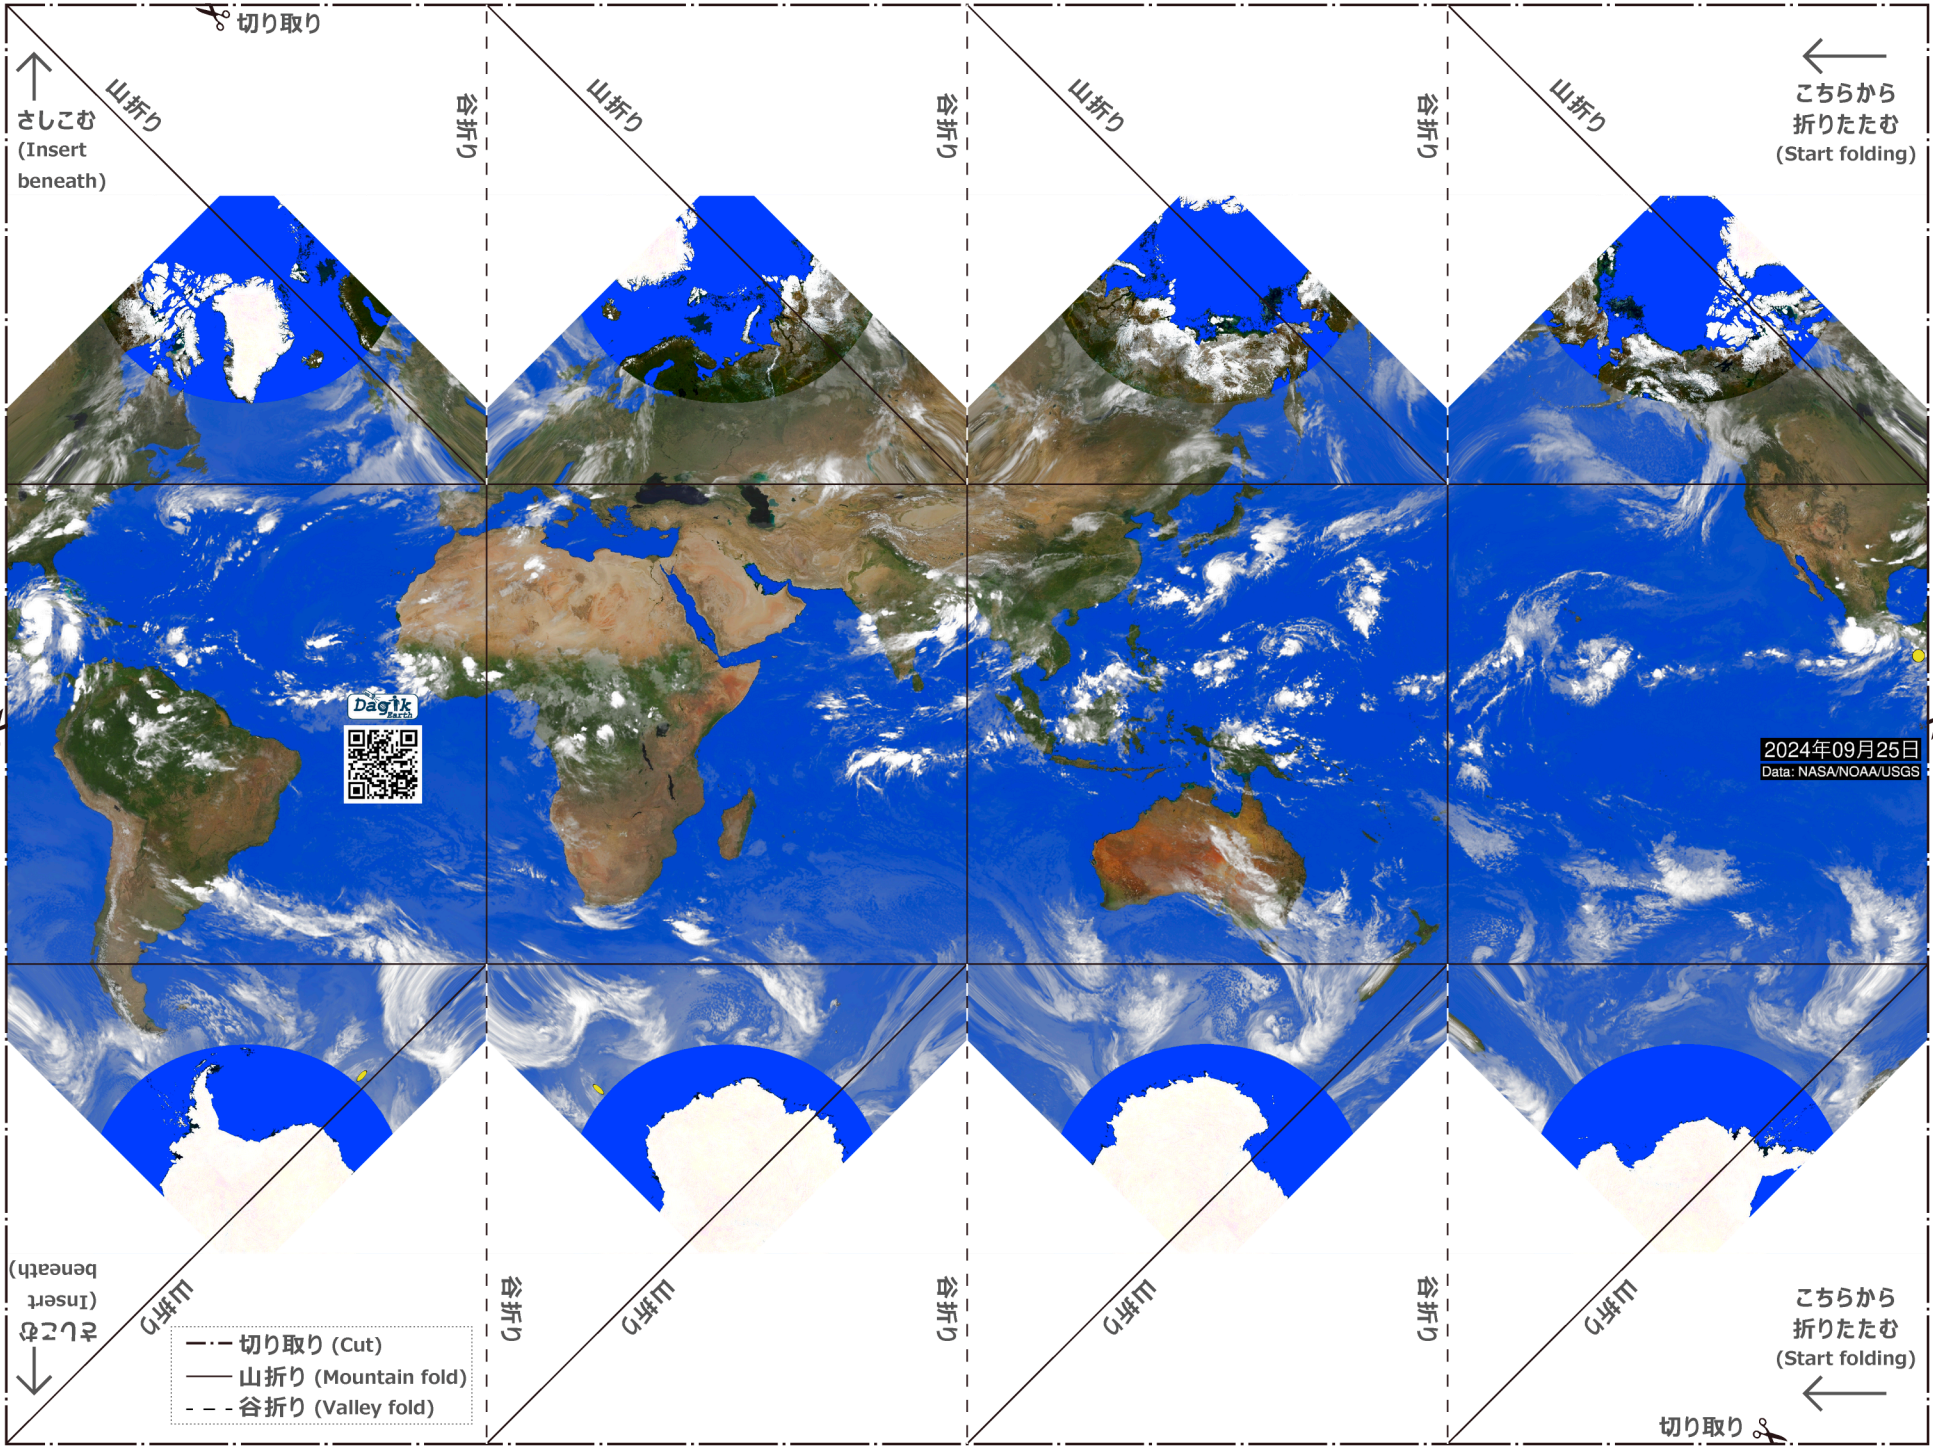 切り取り
山折り
谷折り
山折り
谷折り
山折り
谷折り
山折り
さしこむ
(Insert
beneath)
こちらから
折りたたむ
(Start folding)
Dagik
Earth
2024年09月25日
Data: NASA/NOAA/USGS
さしこむ
(Insert
beneath)
山折り
谷折り
山折り
谷折り
山折り
谷折り
山折り
こちらから
折りたたむ
(Start folding)
切り取り (Cut)
山折り (Mountain fold)
谷折り (Valley fold)
切り取り